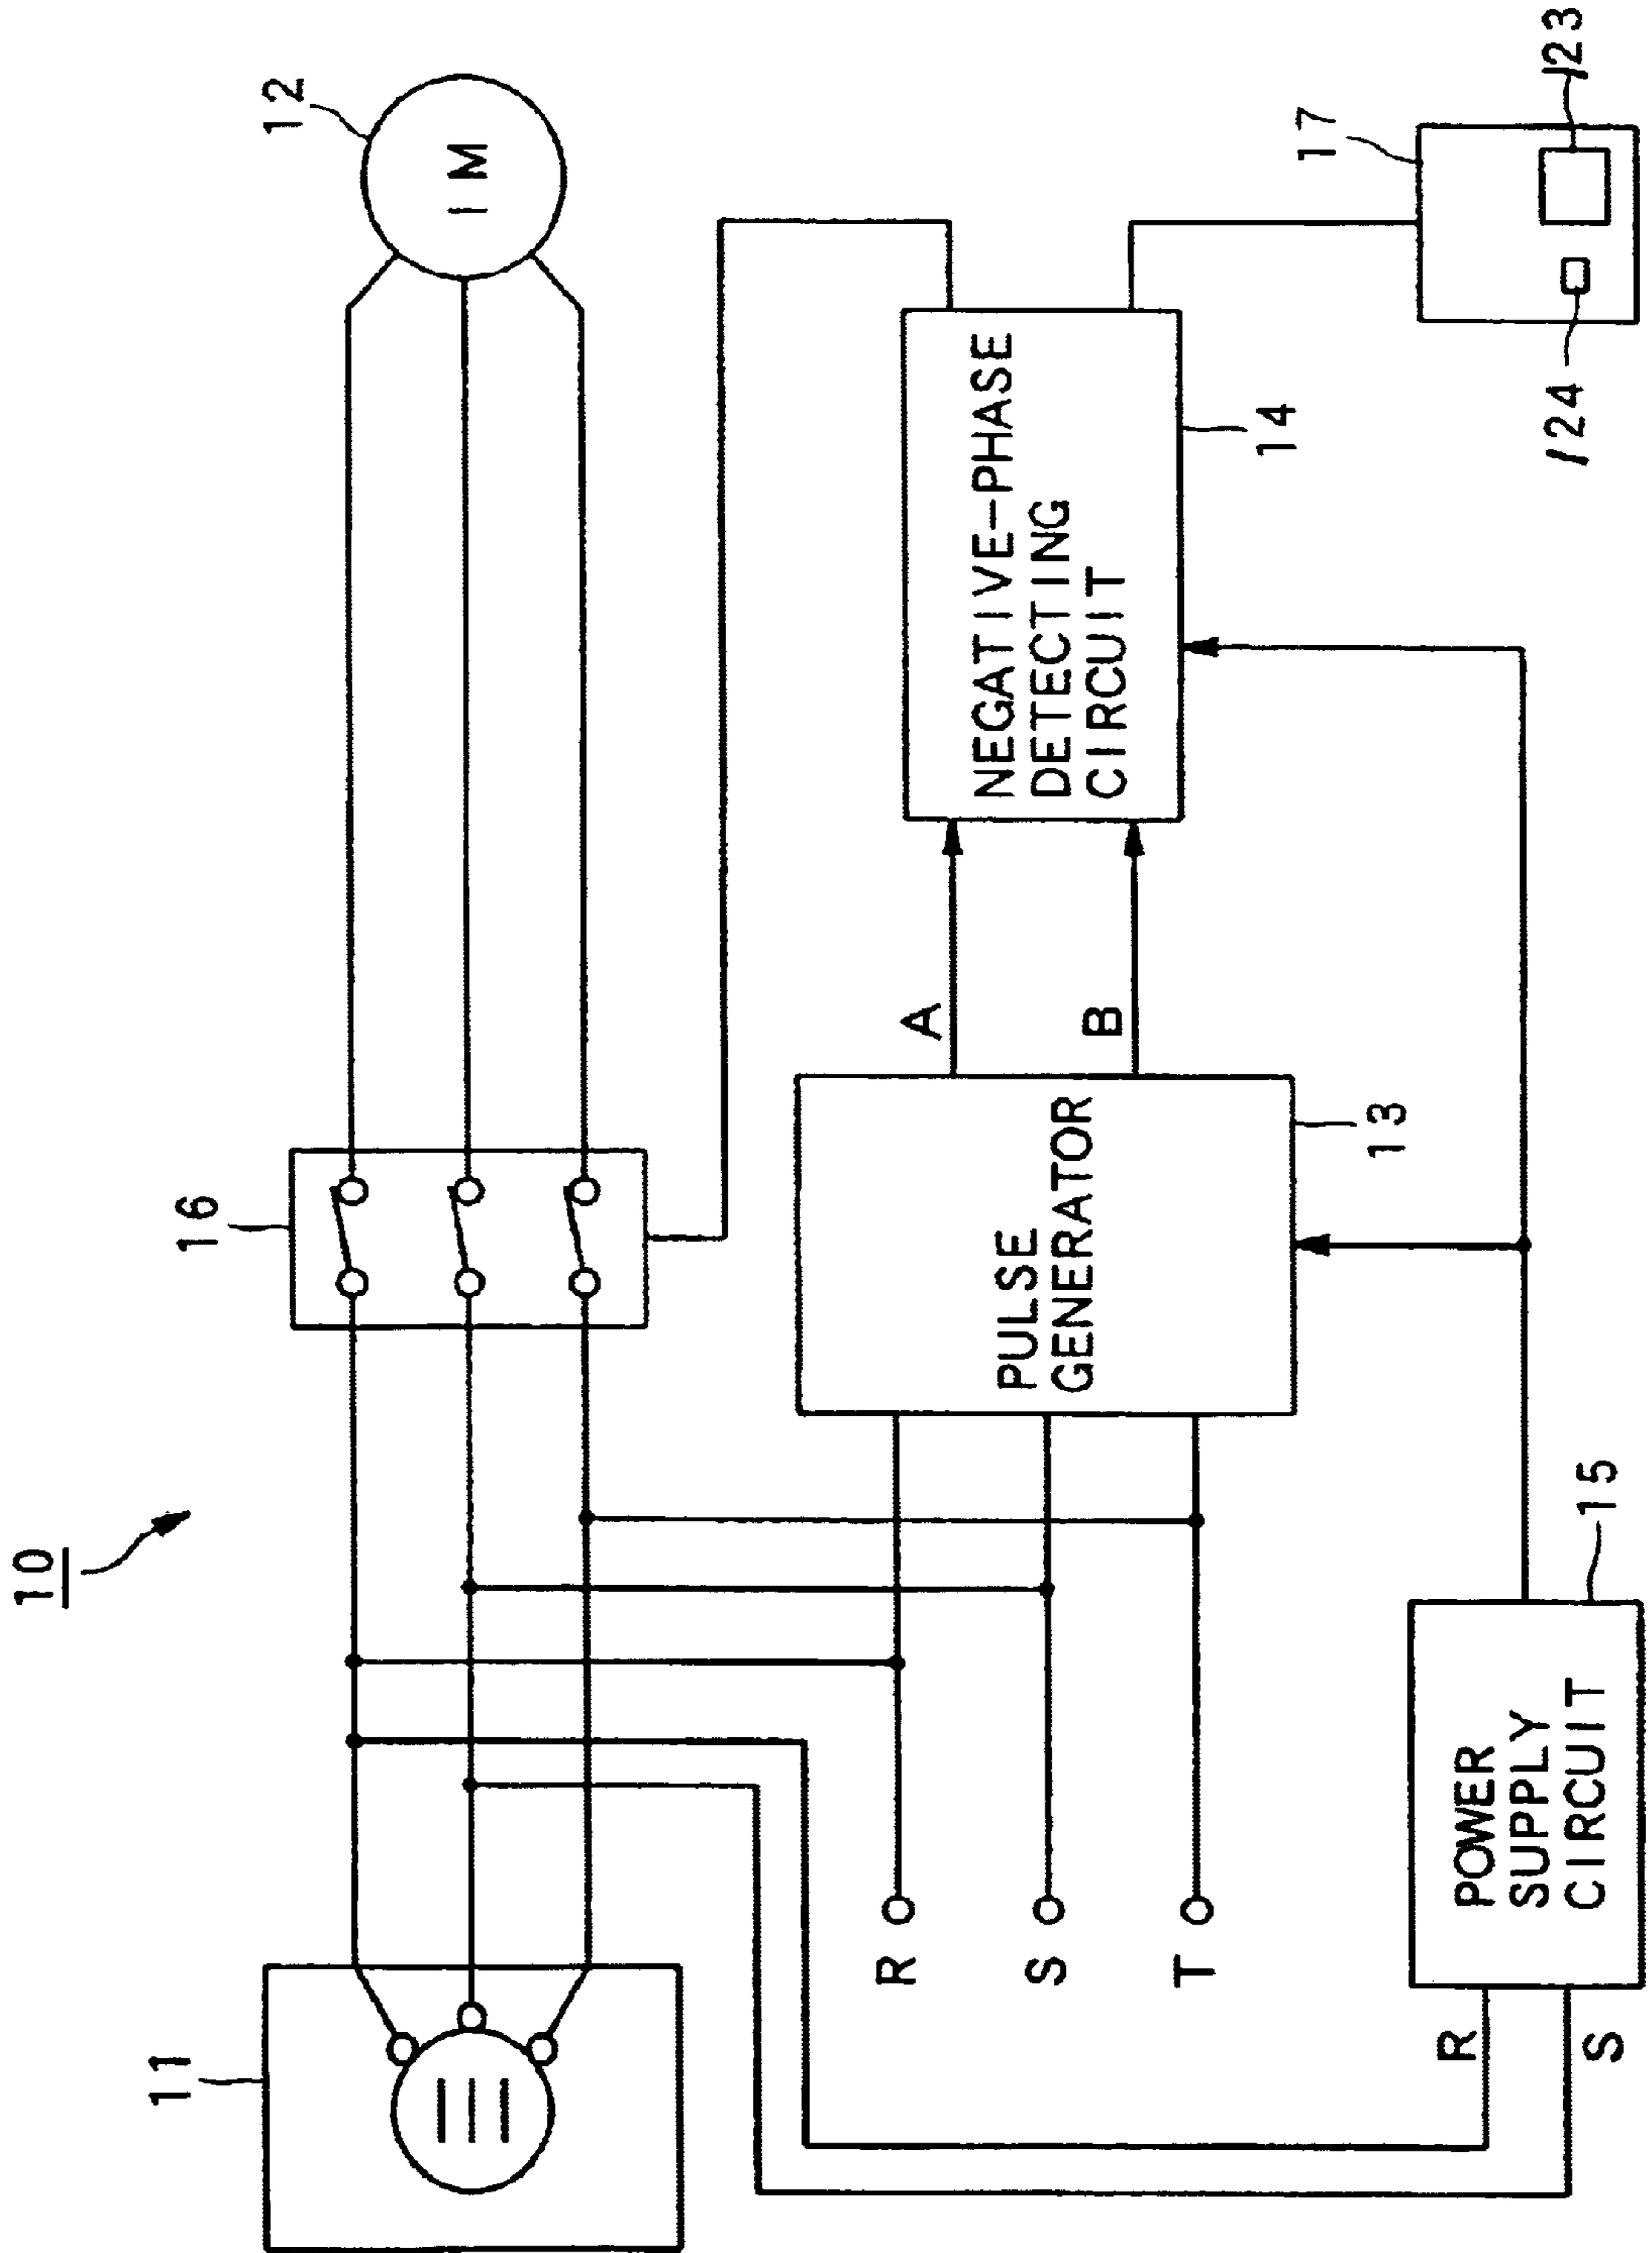 10
11
16
12
IM
R
S
T
PULSE
GENERATOR
13
A
B
NEGATIVE-PHASE
DETECTING
CIRCUIT
14
17
123
124
R
S
POWER
SUPPLY
CIRCUIT
15